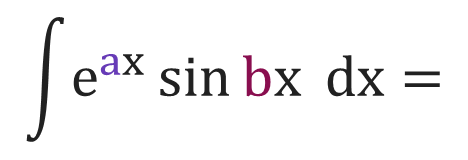 ∫ e^{ax} sin bx dx =